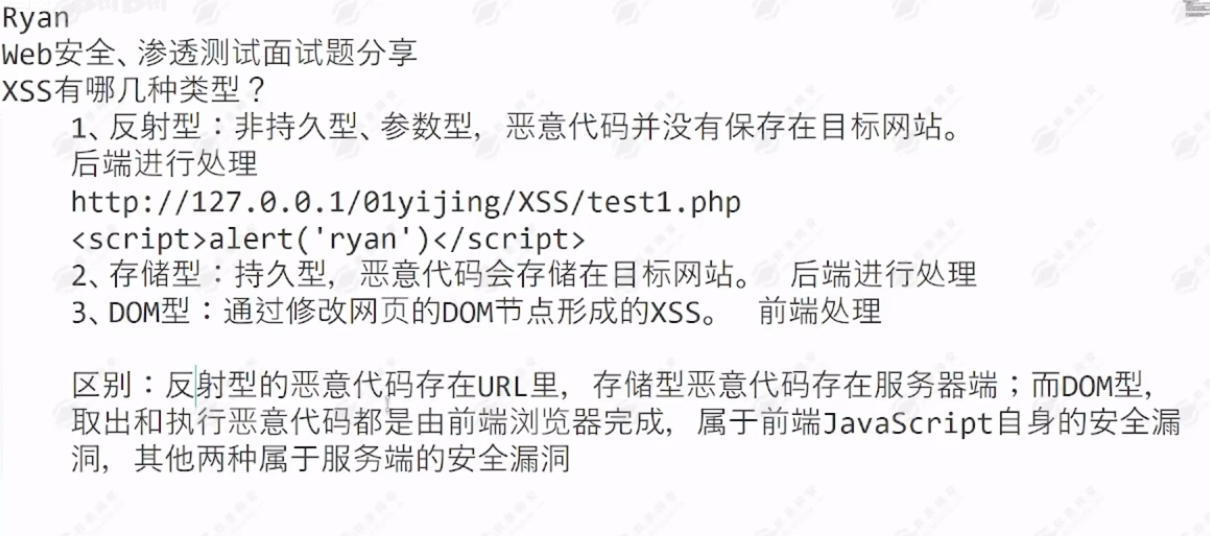 Ryan
Web安全、渗透测试面试题分享
XSS有哪几种类型？
1、反射型：非持久型、参数型，恶意代码并没有保存在目标网站。
后端进行处理
http://127.0.0.1/01yijing/XSS/test1.php
<script>alert('ryan')</script>
2、存储型：持久型，恶意代码会存储在目标网站。 后端进行处理
3、DOM型：通过修改网页的DOM节点形成的XSS。 前端处理
区别：反射型的恶意代码存在URL里，存储型恶意代码存在服务器端；而DOM型，
取出和执行恶意代码都是由前端浏览器完成，属于前端JavaScript自身的安全漏
洞，其他两种属于服务端的安全漏洞